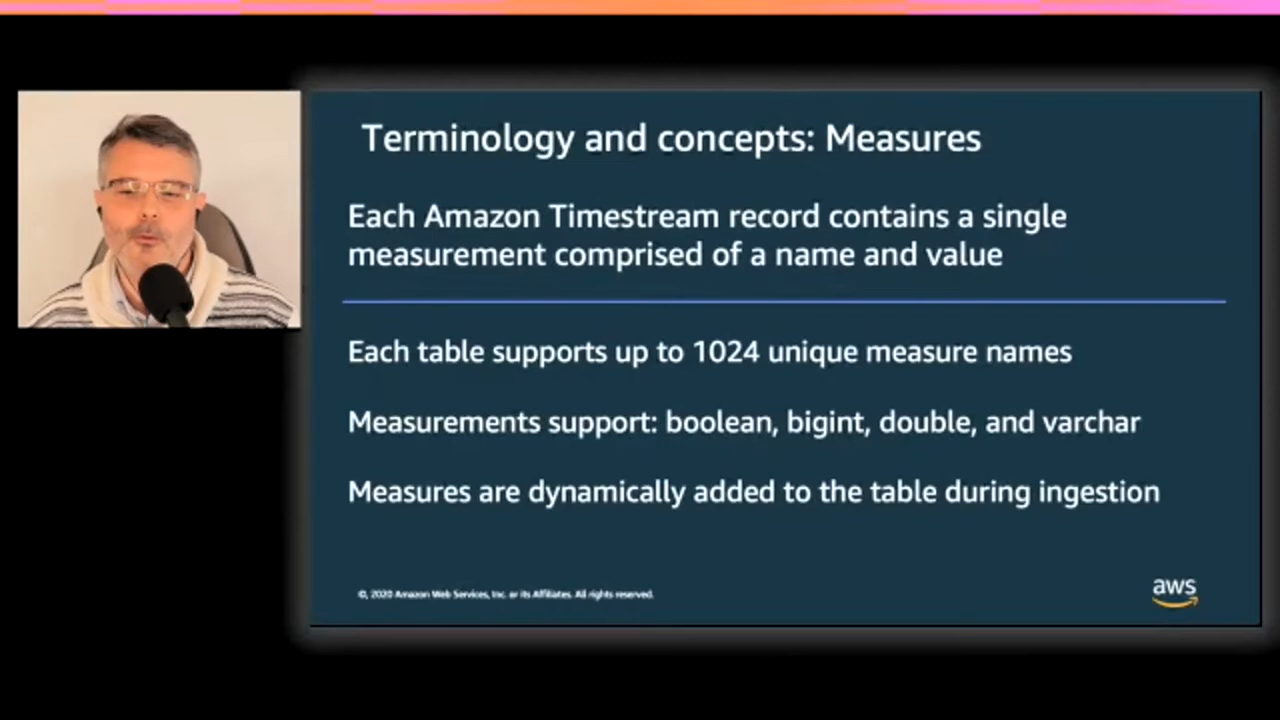 Terminology and concepts: Measures
Each Amazon Timestream record contains a single
measurement comprised of a name and value
Each table supports up to 1024 unique measure names
Measurements support: boolean, bigint, double, and varchar
Measures are dynamically added to the table during ingestion
©, 2020 Amazon Web Services, Inc. or its Affiliates. All rights reserved.
aws